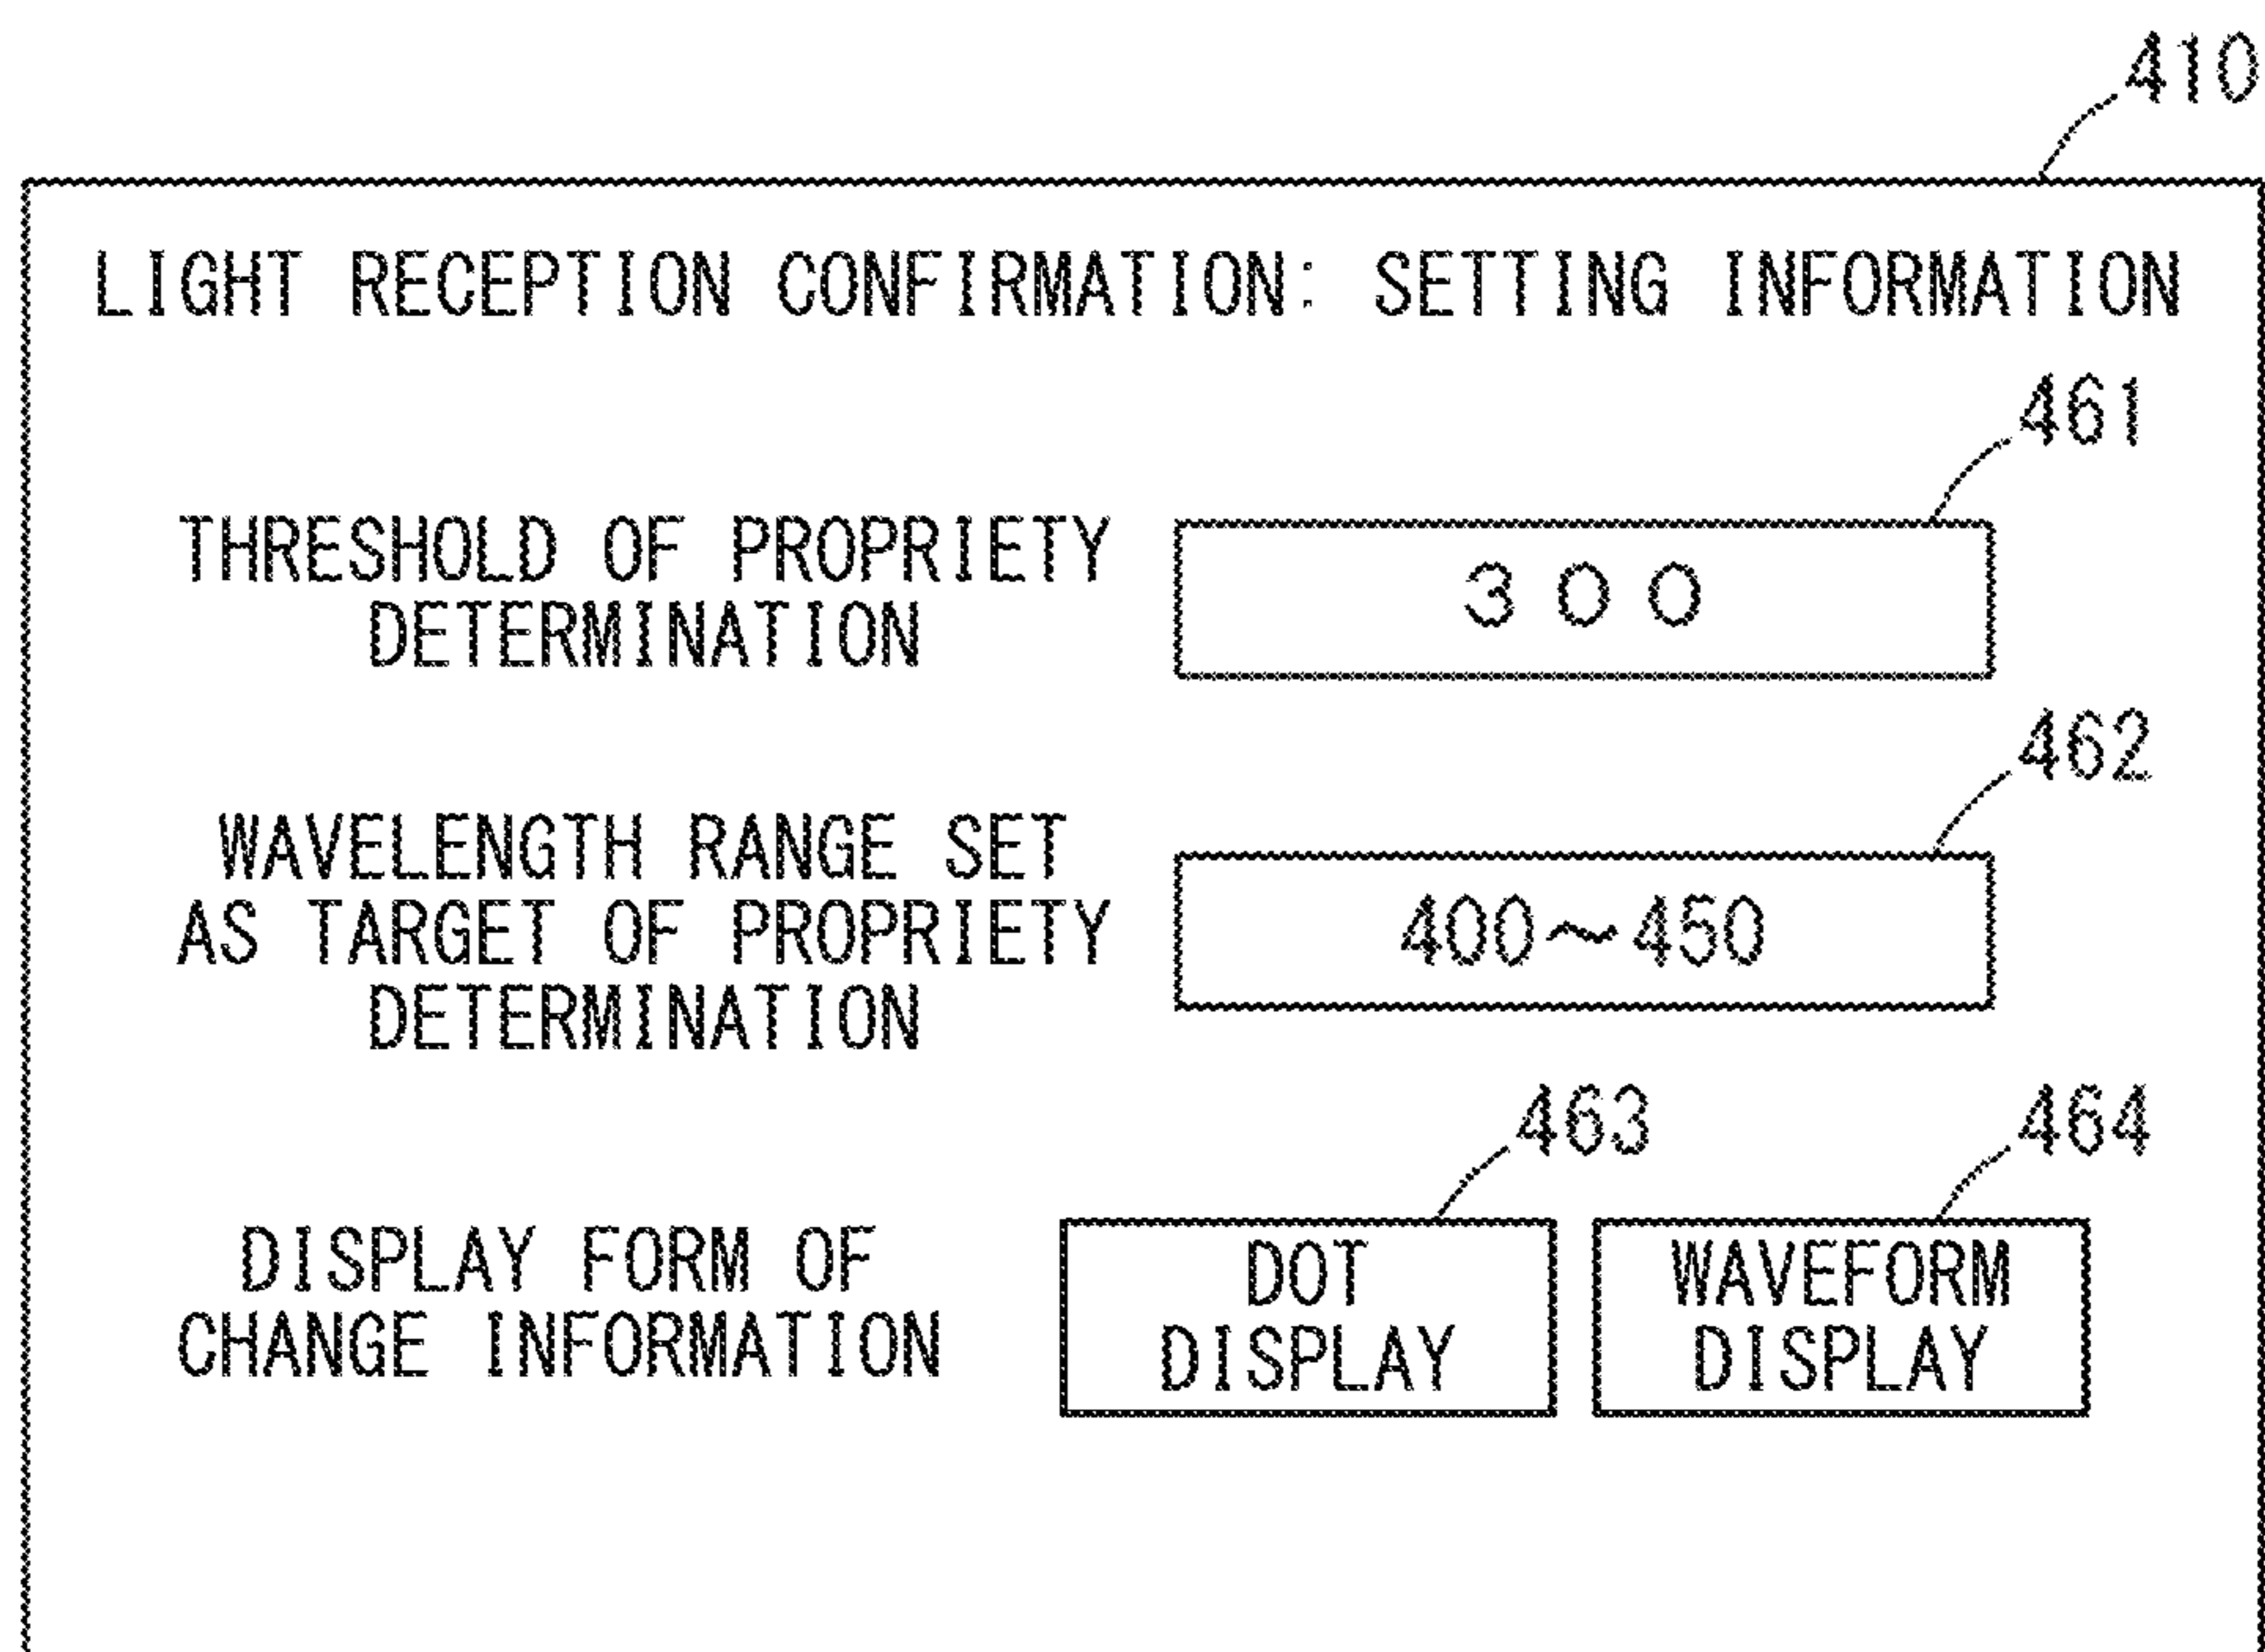 410
LIGHT RECEPTION CONFIRMATION: SETTING INFORMATION
461
THRESHOLD OF PROPRIETY
DETERMINATION
300
462
WAVELENGTH RANGE SET
AS TARGET OF PROPRIETY
DETERMINATION
400~450
463
464
DISPLAY FORM OF
CHANGE INFORMATION
DOT
DISPLAY
WAVEFORM
DISPLAY